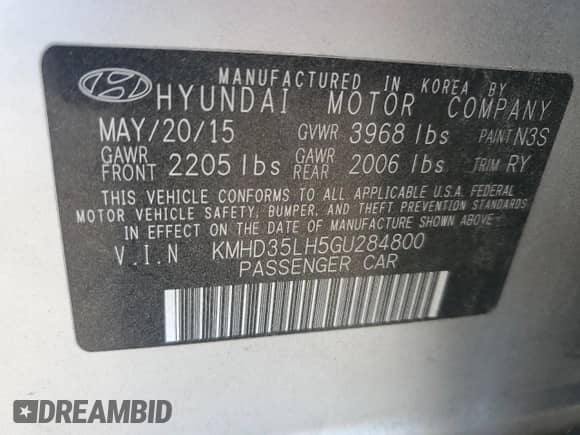 MANUFACTURED IN KOREA BY
HYUNDAI MOTOR COMPANY
MAY/20/15 GVWR 3968 lbs PAINT N3S
GAWR FRONT 2205 lbs GAWR REAR 2006 lbs TRIM RY
THIS VEHICLE CONFORMS TO ALL APPLICABLE U.S.A. FEDERAL
MOTOR VEHICLE SAFETY, BUMPER, AND THEFT PREVENTION STANDARDS
IN EFFECT ON THE DATE OF MANUFACTURE SHOWN ABOVE.
V.I.N KMHD35LH5GU284800
PASSENGER CAR
DREAMBID